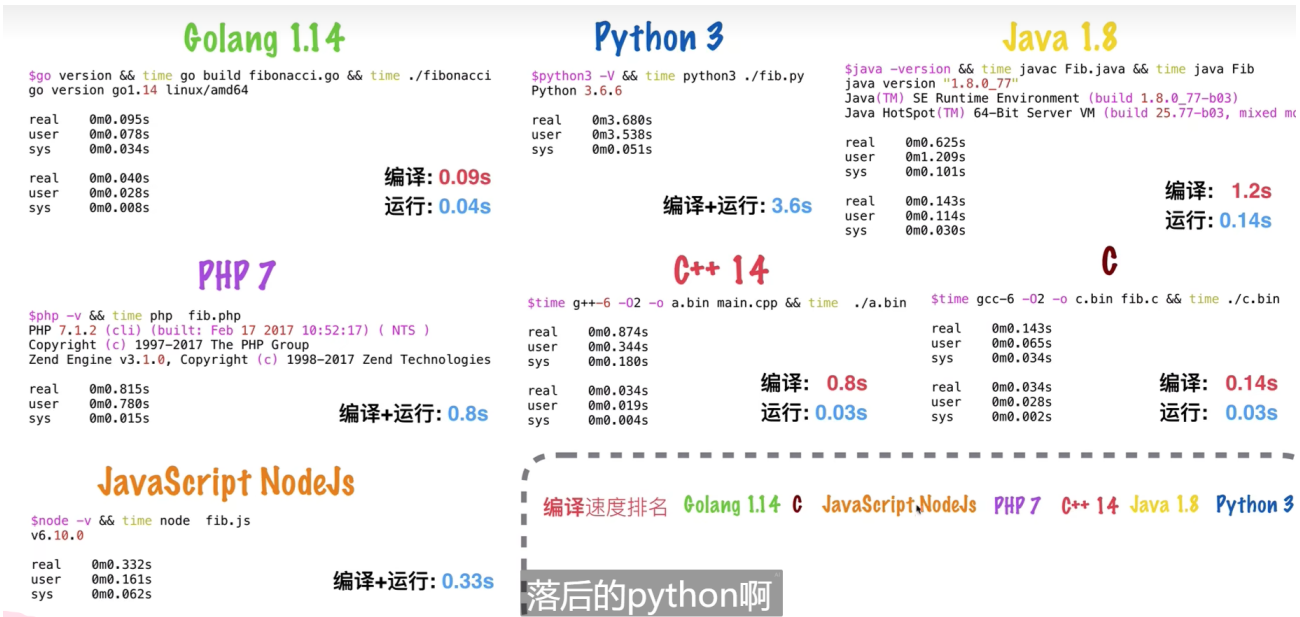 Golang 1.14
$go version && time go build fibonacci.go && time ./fibonacci
go version go1.14 linux/amd64
real 0m0.095s
user 0m0.078s
sys 0m0.034s
real 0m0.040s
user 0m0.028s
sys 0m0.008s
编译: 0.09s
运行: 0.04s
Python 3
$python3 -V && time python3 ./fib.py
Python 3.6.6
real 0m3.680s
user 0m3.538s
sys 0m0.051s
编译+运行: 3.6s
Java 1.8
$java -version && time javac Fib.java && time java Fib
java version "1.8.0_77"
Java(TM) SE Runtime Environment (build 1.8.0_77-b03)
Java HotSpot(TM) 64-Bit Server VM (build 25.77-b03, mixed mo
real 0m0.625s
user 0m1.209s
sys 0m0.101s
real 0m0.143s
user 0m0.114s
sys 0m0.030s
编译: 1.2s
运行: 0.14s
PHP 7
$php -v && time php fib.php
PHP 7.1.2 (cli) (built: Feb 17 2017 10:52:17) ( NTS )
Copyright (c) 1997-2017 The PHP Group
Zend Engine v3.1.0, Copyright (c) 1998-2017 Zend Technologies
real 0m0.815s
user 0m0.780s
sys 0m0.015s
编译+运行: 0.8s
C++ 14
$time g++-6 -O2 -o a.bin main.cpp && time ./a.bin
real 0m0.874s
user 0m0.344s
sys 0m0.180s
real 0m0.034s
user 0m0.019s
sys 0m0.004s
编译: 0.8s
运行: 0.03s
C
$time gcc-6 -O2 -o c.bin fib.c && time ./c.bin
real 0m0.143s
user 0m0.065s
sys 0m0.034s
real 0m0.034s
user 0m0.028s
sys 0m0.002s
编译: 0.14s
运行: 0.03s
JavaScript NodeJs
$node -v && time node fib.js
v6.10.0
real 0m0.332s
user 0m0.161s
sys 0m0.062s
编译+运行: 0.33s
编译速度排名 Golang 1.14 C JavaScript NodeJs PHP 7 C++ 14 Java 1.8 Python 3
落后的python啊